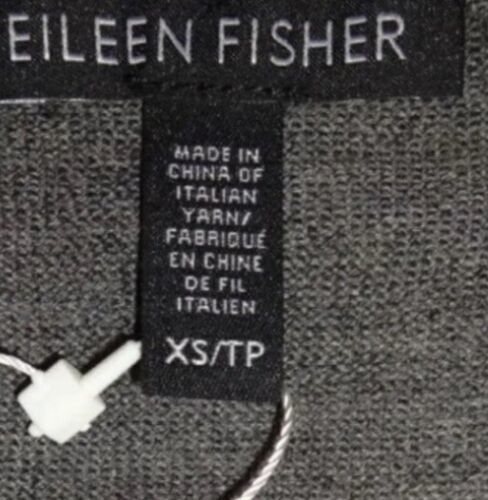 EILEEN FISHER
MADE IN
CHINA OF
ITALIAN
YARN/
FABRIQUÉ
EN CHINE
DE FIL
ITALIEN
XS/TP